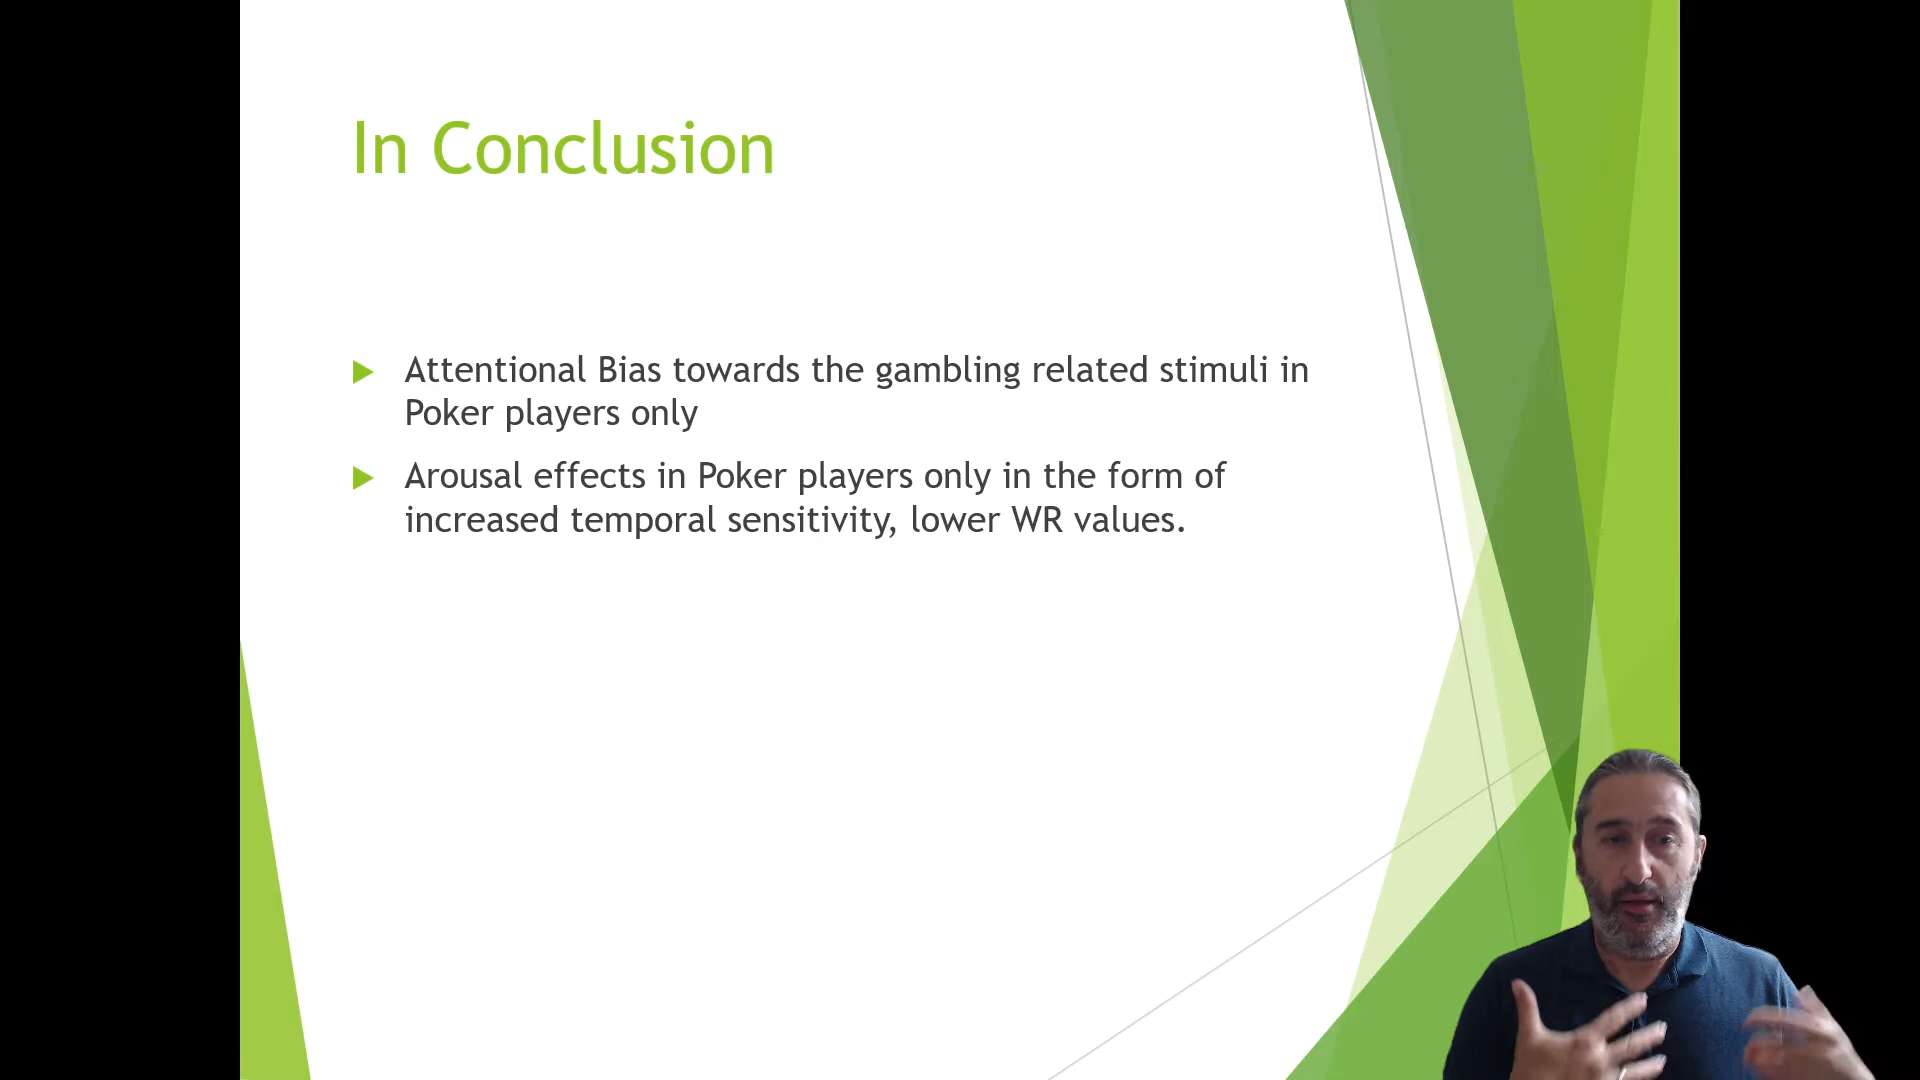 In Conclusion
Attentional Bias towards the gambling related stimuli in
Poker players only
Arousal effects in Poker players only in the form of
increased temporal sensitivity, lower WR values.